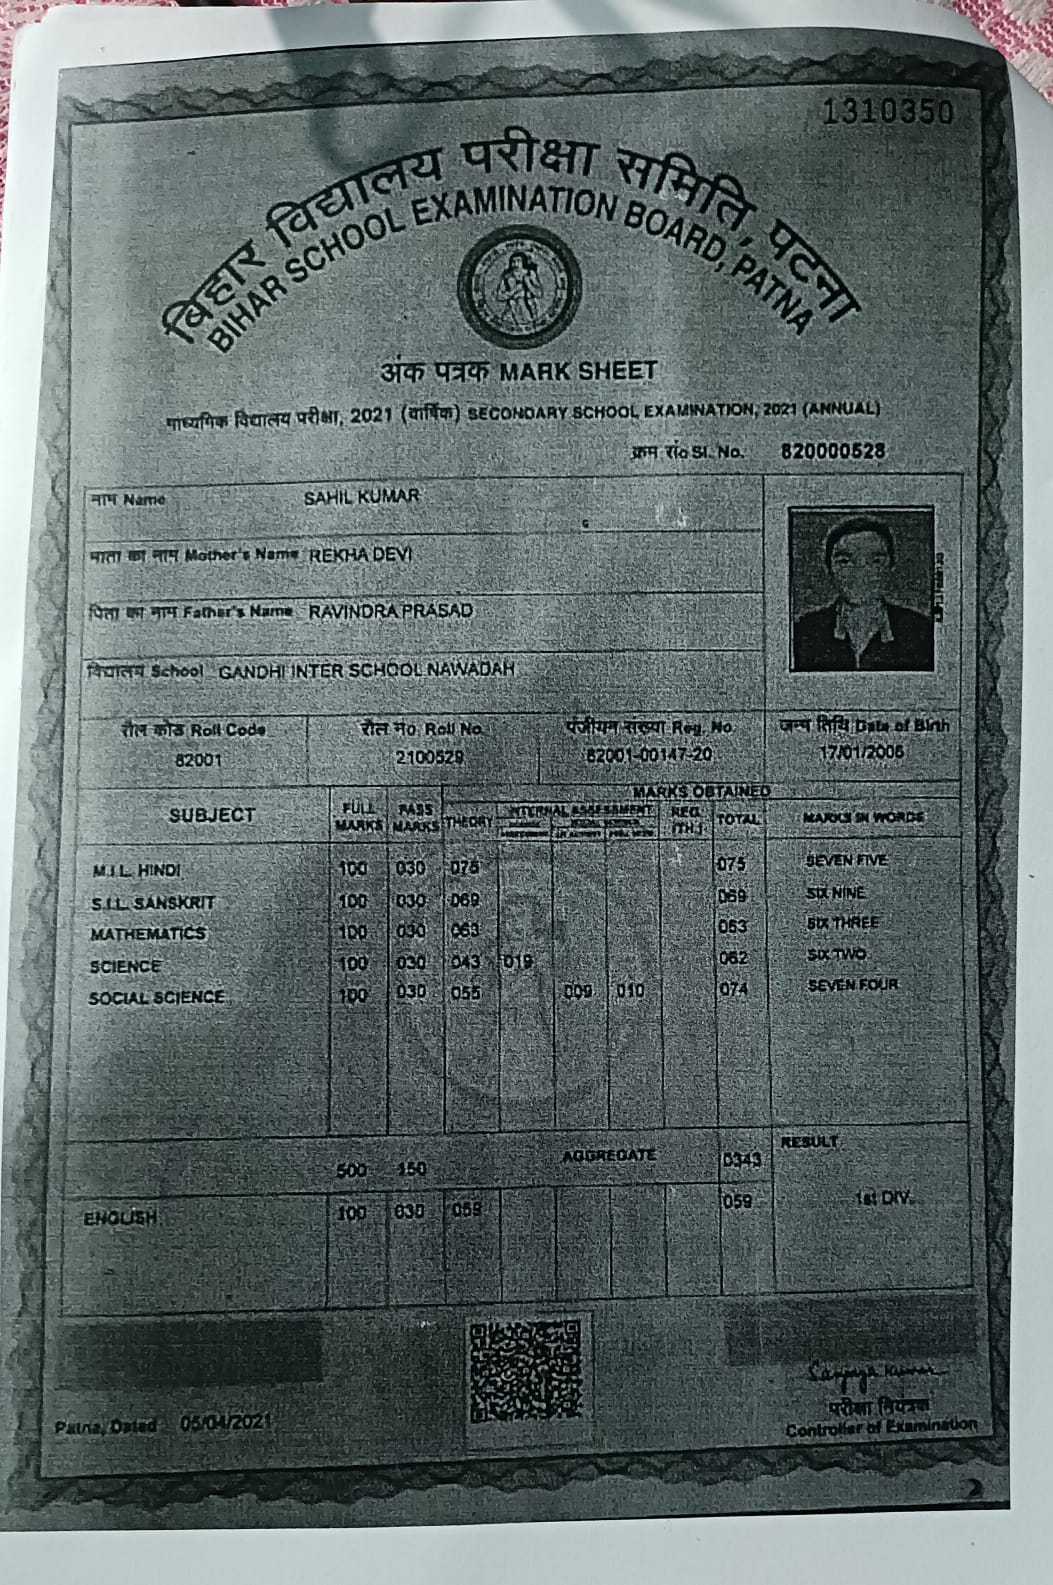 1310350
बिहार विद्यालय परीक्षा समिति, पटना
BIHAR SCHOOL EXAMINATION BOARD, PATNA
अंक पत्रक MARK SHEET
माध्यमिक विद्यालय परीक्षा, 2021 (वार्षिक) SECONDARY SCHOOL EXAMINATION, 2021 (ANNUAL)
क्रम सं० Sl. No. 820000528
नाम Name SAHIL KUMAR
माता का नाम Mother's Name REKHA DEVI
पिता का नाम Father's Name RAVINDRA PRASAD
विद्यालय School GANDHI INTER SCHOOL NAWADAH
रौल कोड Roll Code रौल नं० Roll No. पंजीयन संख्या Reg. No. जन्म तिथि Date of Birth
82001 2100529 82001-00147-20 17/01/2006
MARKS OBTAINED
SUBJECT FULL MARKS PASS MARKS THEORY INTERNAL ASSESSMENT REG. (TH.) TOTAL MARKS IN WORDS
M.I.L. HINDI 100 030 075 075 SEVEN FIVE
S.I.L. SANSKRIT 100 030 069 069 SIX NINE
MATHEMATICS 100 030 063 063 SIX THREE
SCIENCE 100 030 043 019 062 SIX TWO
SOCIAL SCIENCE 100 030 055 009 010 074 SEVEN FOUR
500 150 AGGREGATE 0343 RESULT
ENGLISH 100 030 059 059 1st DIV.
Sanjaya Kumar
परीक्षा नियंत्रक
Patna, Dated 05/04/2021 Controller of Examination
2